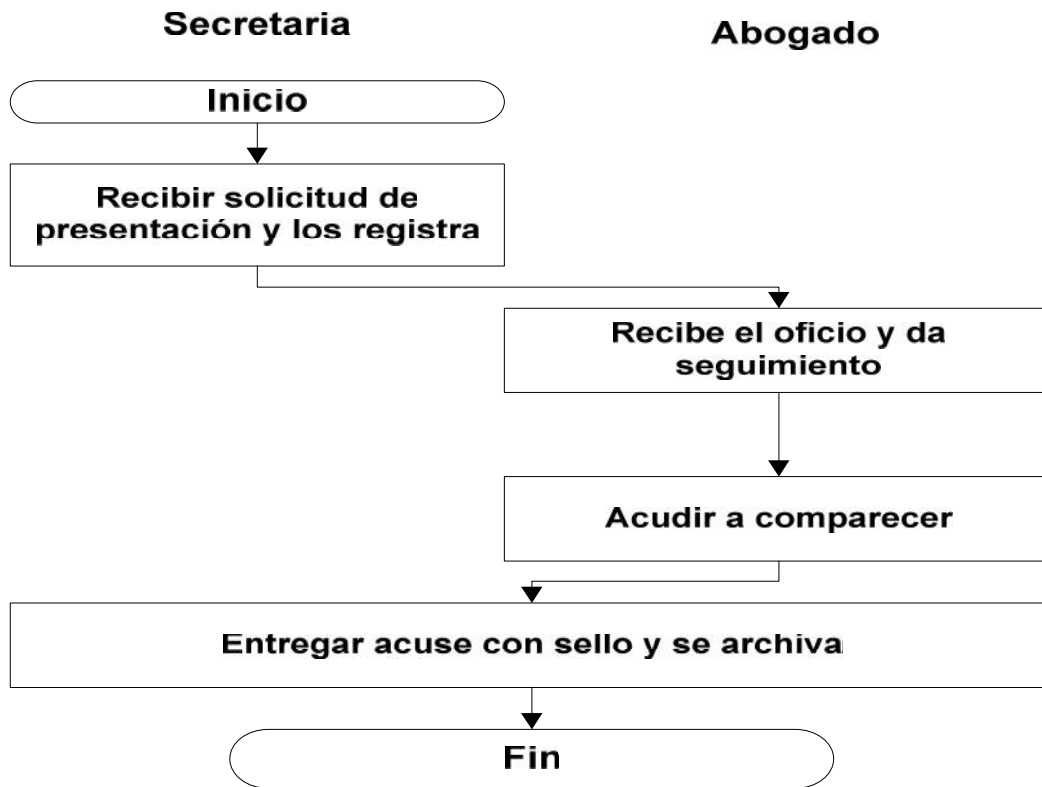 Secretaria
Abogado
Inicio
Recibir solicitud de
presentación y los registra
Recibe el oficio y da
seguimiento
Acudir a comparecer
Entregar acuse con sello y se archiva
Fin